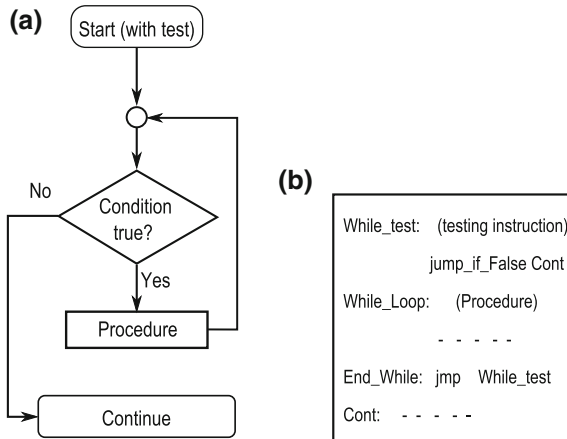 (a)
Start (with test)
No
Condition
true?
Yes
Procedure
Continue
(b)
While_test: (testing instruction)
jump_if_False Cont
While_Loop: (Procedure)
- - - - -
End_While: jmp While_test
Cont: - - - - -